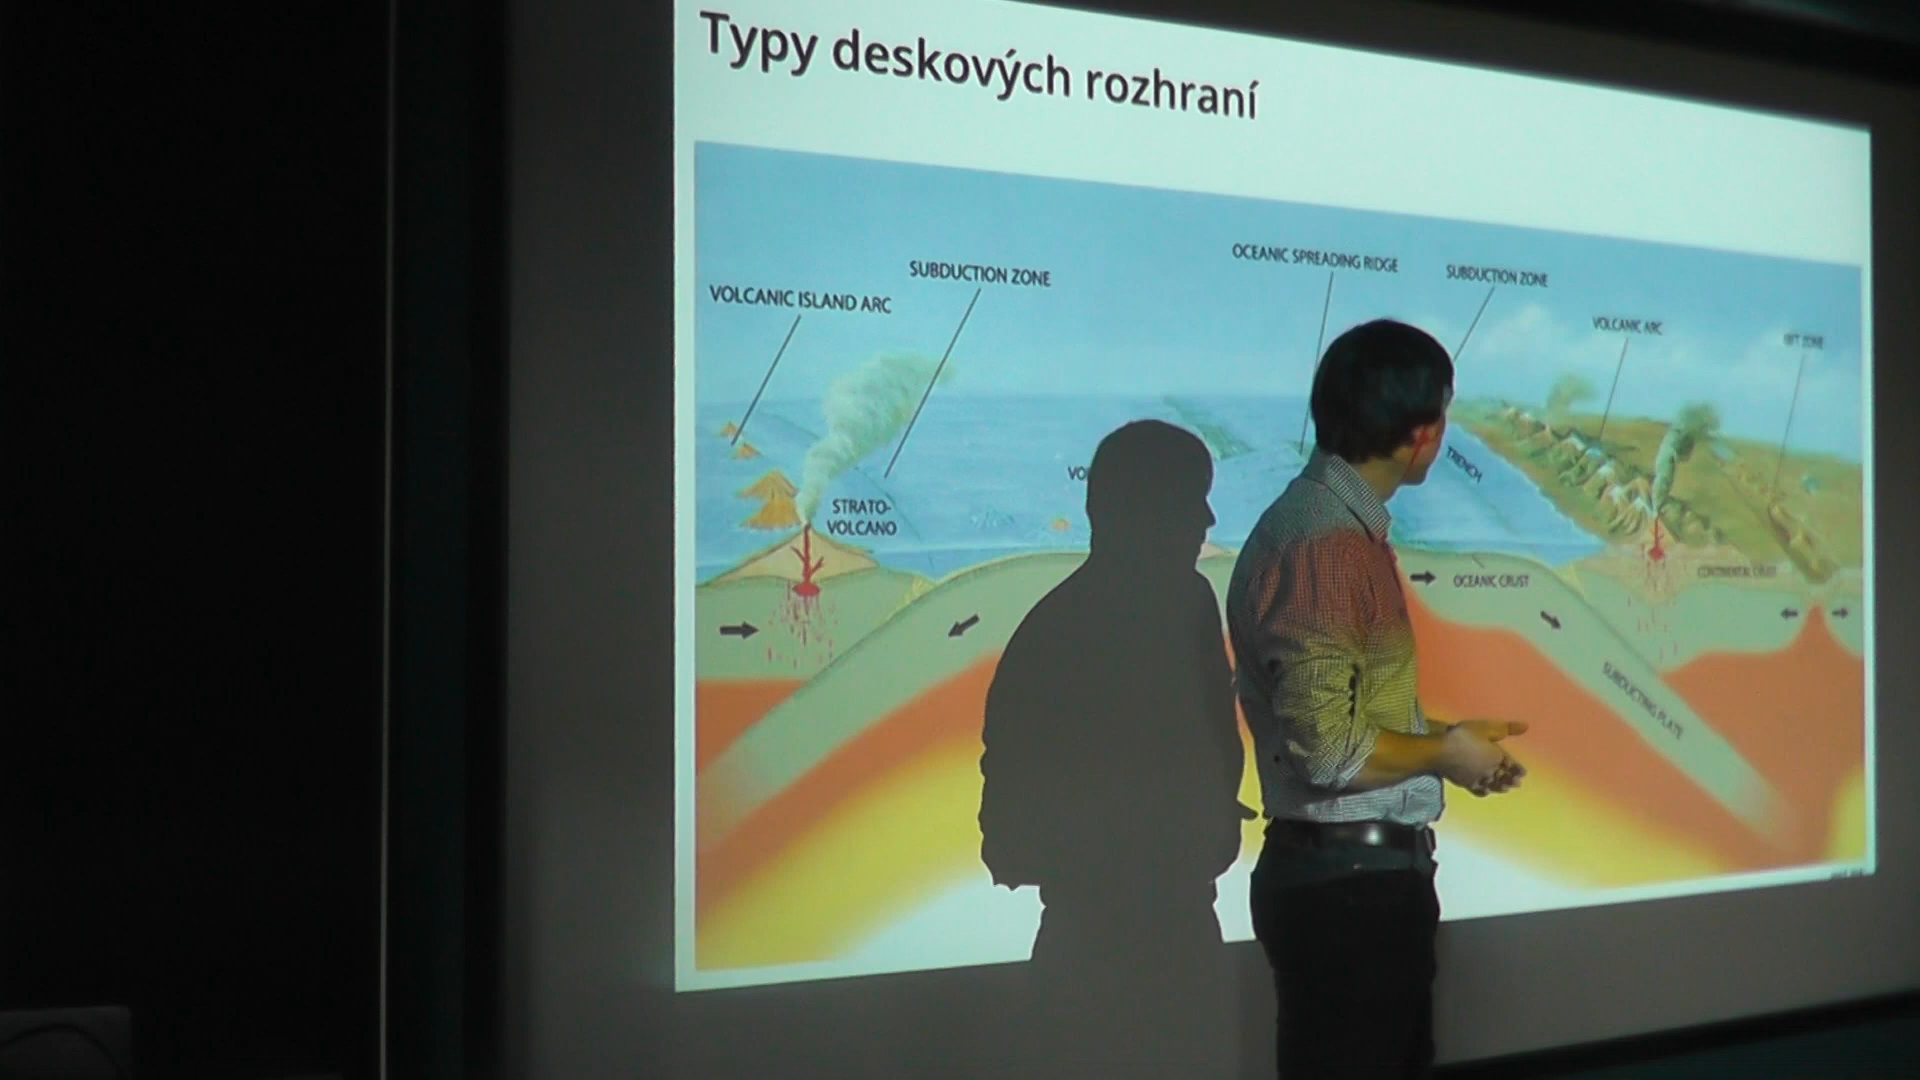 Typy deskových rozhraní
OCEANIC SPREADING RIDGE
SUBDUCTION ZONE
SUBDUCTION ZONE
VOLCANIC ISLAND ARC
VOLCANIC ARC
ZONE
TRENCH
STRATO-
VOLCANO
OCEANIC CRUST
CONTINENTAL CRUST
SUBDUCTING PLATE